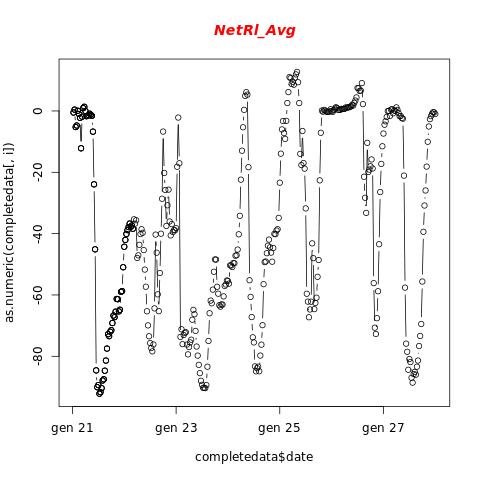 NetRl_Avg
as.numeric(completedata[, i])
0
-20
-40
-60
-80
gen 21
gen 23
gen 25
gen 27
completedata$date